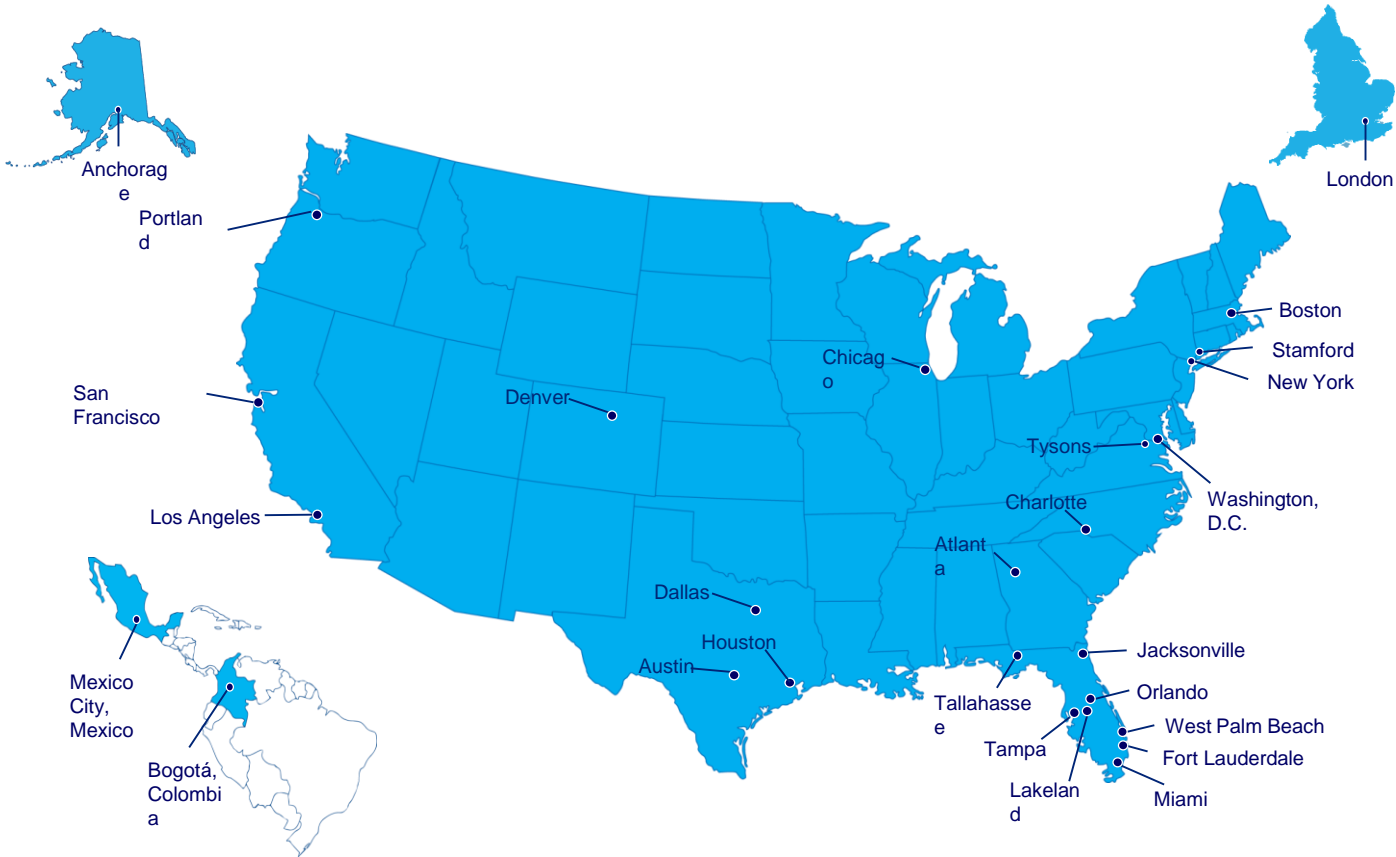 Anchorag
e
London
Portlan
d
Boston
Stamford
New York
Chicag
o
San
Francisco
Denver
Tysons
Washington,
D.C.
Charlotte
Los Angeles
Atlant
a
Dallas
Houston
Austin
Jacksonville
Mexico
City,
Mexico
Orlando
Tallahasse
e
West Palm Beach
Tampa
Fort Lauderdale
Bogotá,
Colombi
a
Lakelan
d
Miami